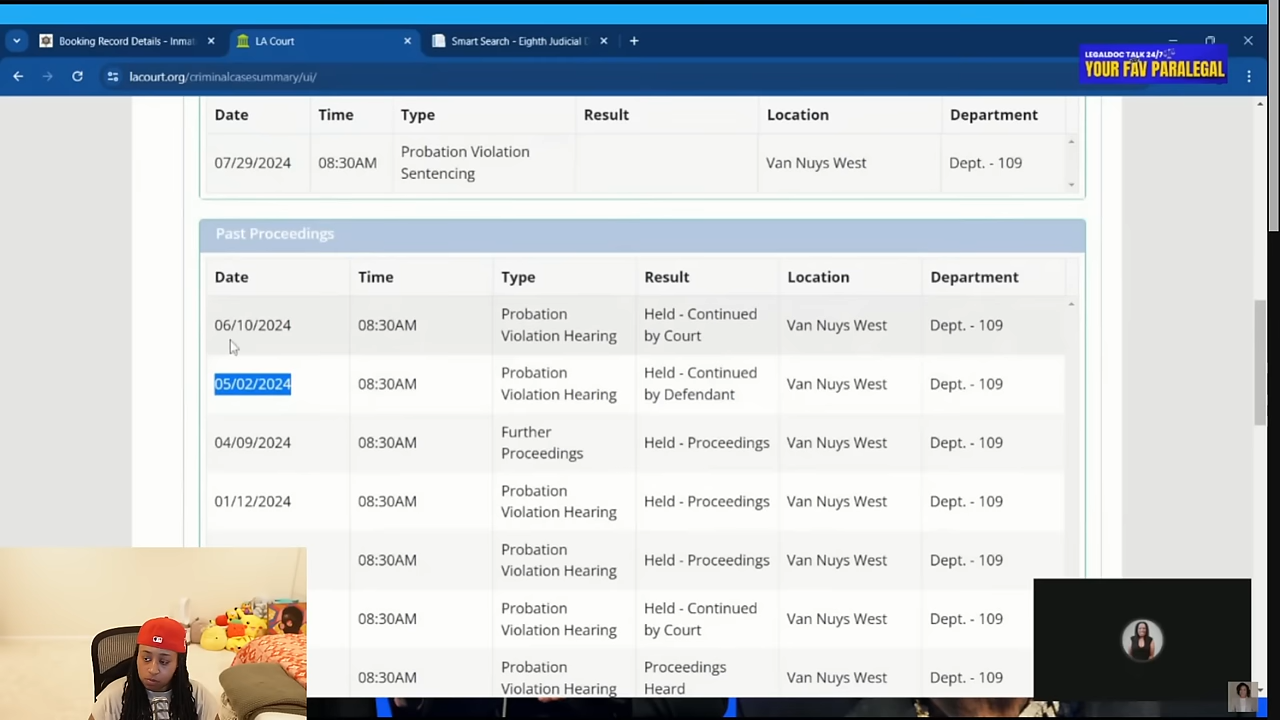 Booking Record Details - Inmat
LA Court
Smart Search - Eighth Judicial
lacourt.org/criminalcasesummary/ui/
LEGALDOC TALK 24/7
YOUR FAV PARALEGAL
Date Time Type Result Location Department
07/29/2024 08:30AM Probation Violation Sentencing Van Nuys West Dept. - 109
Past Proceedings
Date Time Type Result Location Department
06/10/2024 08:30AM Probation Violation Hearing Held - Continued by Court Van Nuys West Dept. - 109
05/02/2024 08:30AM Probation Violation Hearing Held - Continued by Defendant Van Nuys West Dept. - 109
04/09/2024 08:30AM Further Proceedings Held - Proceedings Van Nuys West Dept. - 109
01/12/2024 08:30AM Probation Violation Hearing Held - Proceedings Van Nuys West Dept. - 109
08:30AM Probation Violation Hearing Held - Proceedings Van Nuys West Dept. - 109
08:30AM Probation Violation Hearing Held - Continued by Court Van Nuys West Dept. - 109
08:30AM Probation Violation Hearing Proceedings Heard Van Nuys West Dept. - 109